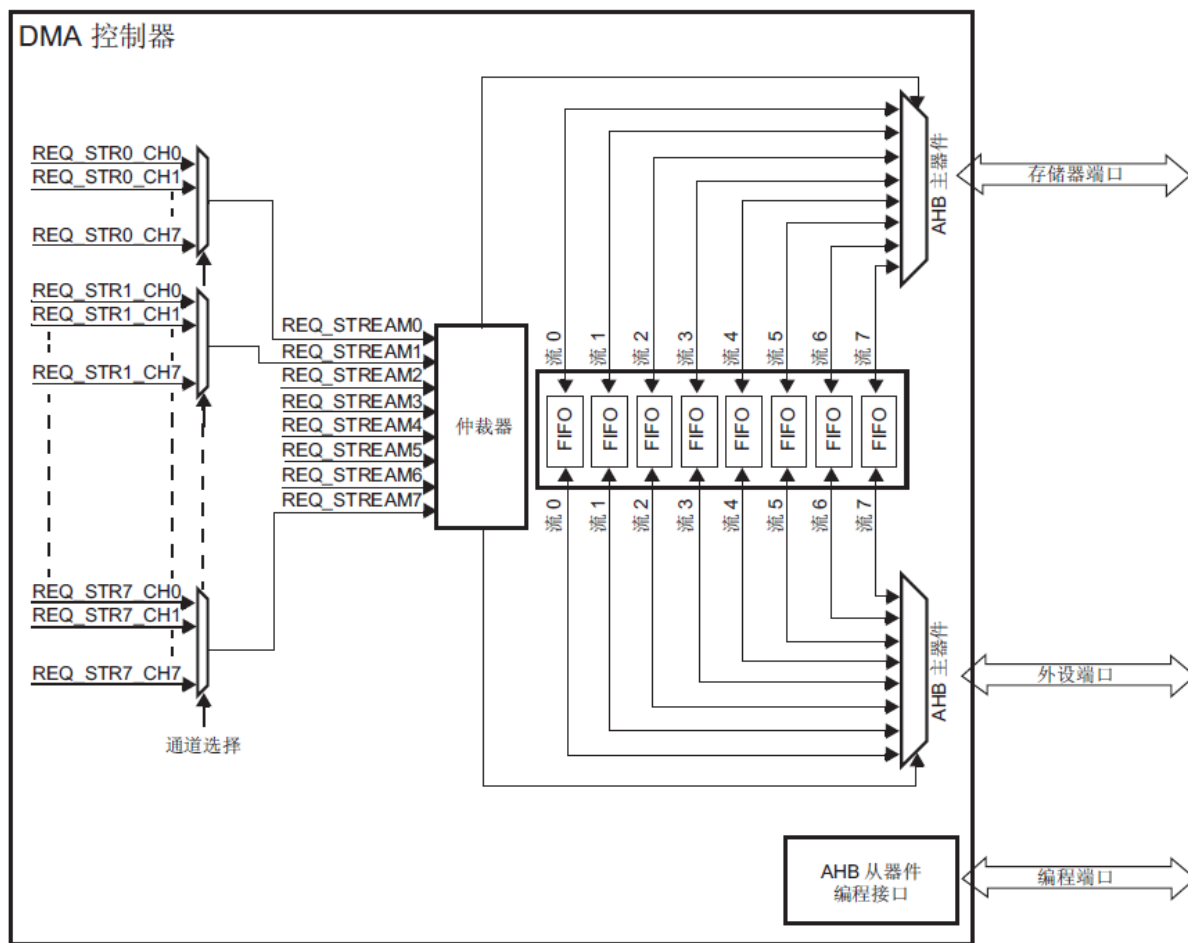 DMA 控制器
REQ_STR0_CH0
REQ_STR0_CH1
REQ_STR0_CH7
REQ_STR1_CH0
REQ_STR1_CH1
REQ_STR1_CH7
REQ_STR7_CH0
REQ_STR7_CH1
REQ_STR7_CH7
通道选择
REQ_STREAM0
REQ_STREAM1
REQ_STREAM2
REQ_STREAM3
REQ_STREAM4
REQ_STREAM5
REQ_STREAM6
REQ_STREAM7
仲裁器
流 0
流 1
流 2
流 3
流 4
流 5
流 6
流 7
FIFO
FIFO
FIFO
FIFO
FIFO
FIFO
FIFO
FIFO
流 0
流 1
流 2
流 3
流 4
流 5
流 6
流 7
AHB 主器件
存储器端口
AHB 主器件
外设端口
AHB 从器件
编程接口
编程端口